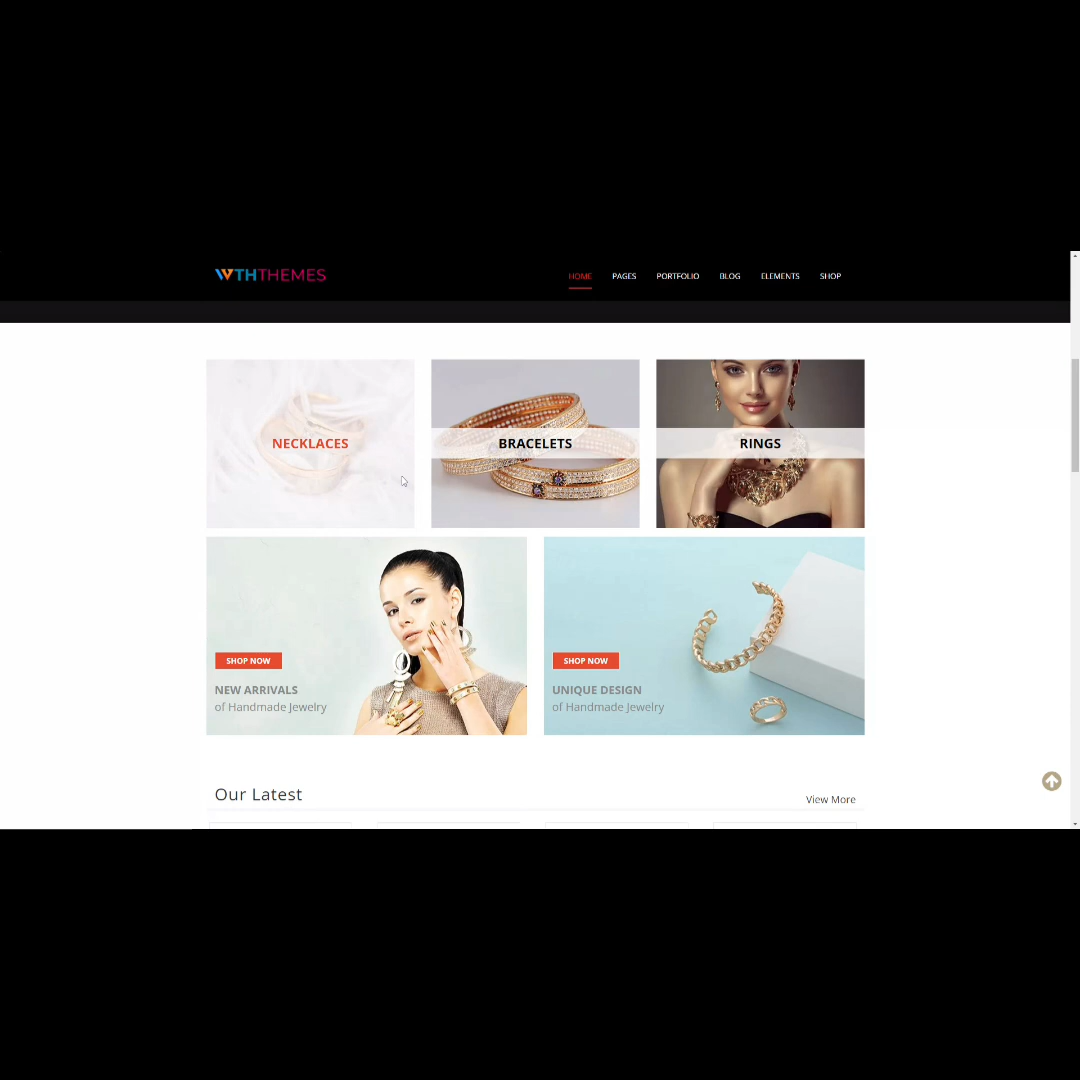 WTHTHEMES
HOME PAGES PORTFOLIO BLOG ELEMENTS SHOP
NECKLACES
BRACELETS
RINGS
SHOP NOW
NEW ARRIVALS
of Handmade Jewelry
SHOP NOW
UNIQUE DESIGN
of Handmade Jewelry
Our Latest
View More